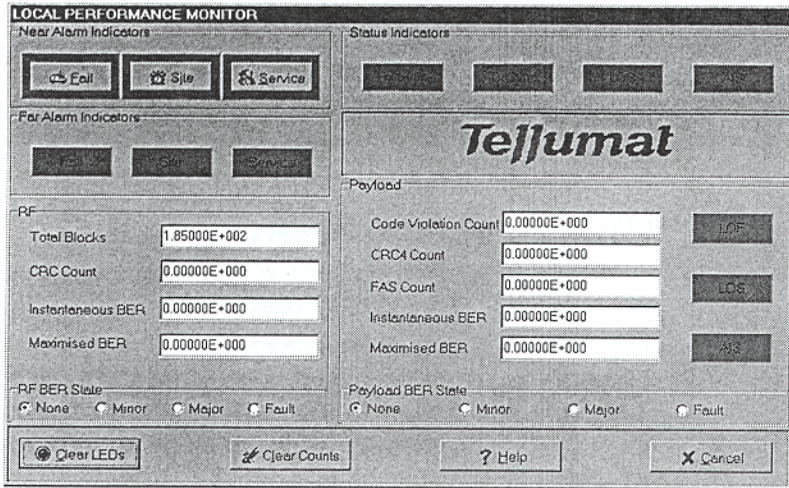 LOCAL PERFORMANCE MONITOR
Near Alarm Indicators
Fail
Site
Service
Status Indicators
Far Alarm Indicators
Fail
Site
Service
Tellumat
RF
Total Blocks 1.85000E+002
CRC Count 0.00000E+000
Instantaneous BER 0.00000E+000
Maximised BER 0.00000E+000
Payload
Code Violation Count 0.00000E+000
CRC4 Count 0.00000E+000
FAS Count 0.00000E+000
Instantaneous BER 0.00000E+000
Maximised BER 0.00000E+000
LOF
LOS
AIS
RF BER State
None Minor Major Fault
Payload BER State
None Minor Major Fault
Clear LEDs
Clear Counts
? Help
Cancel